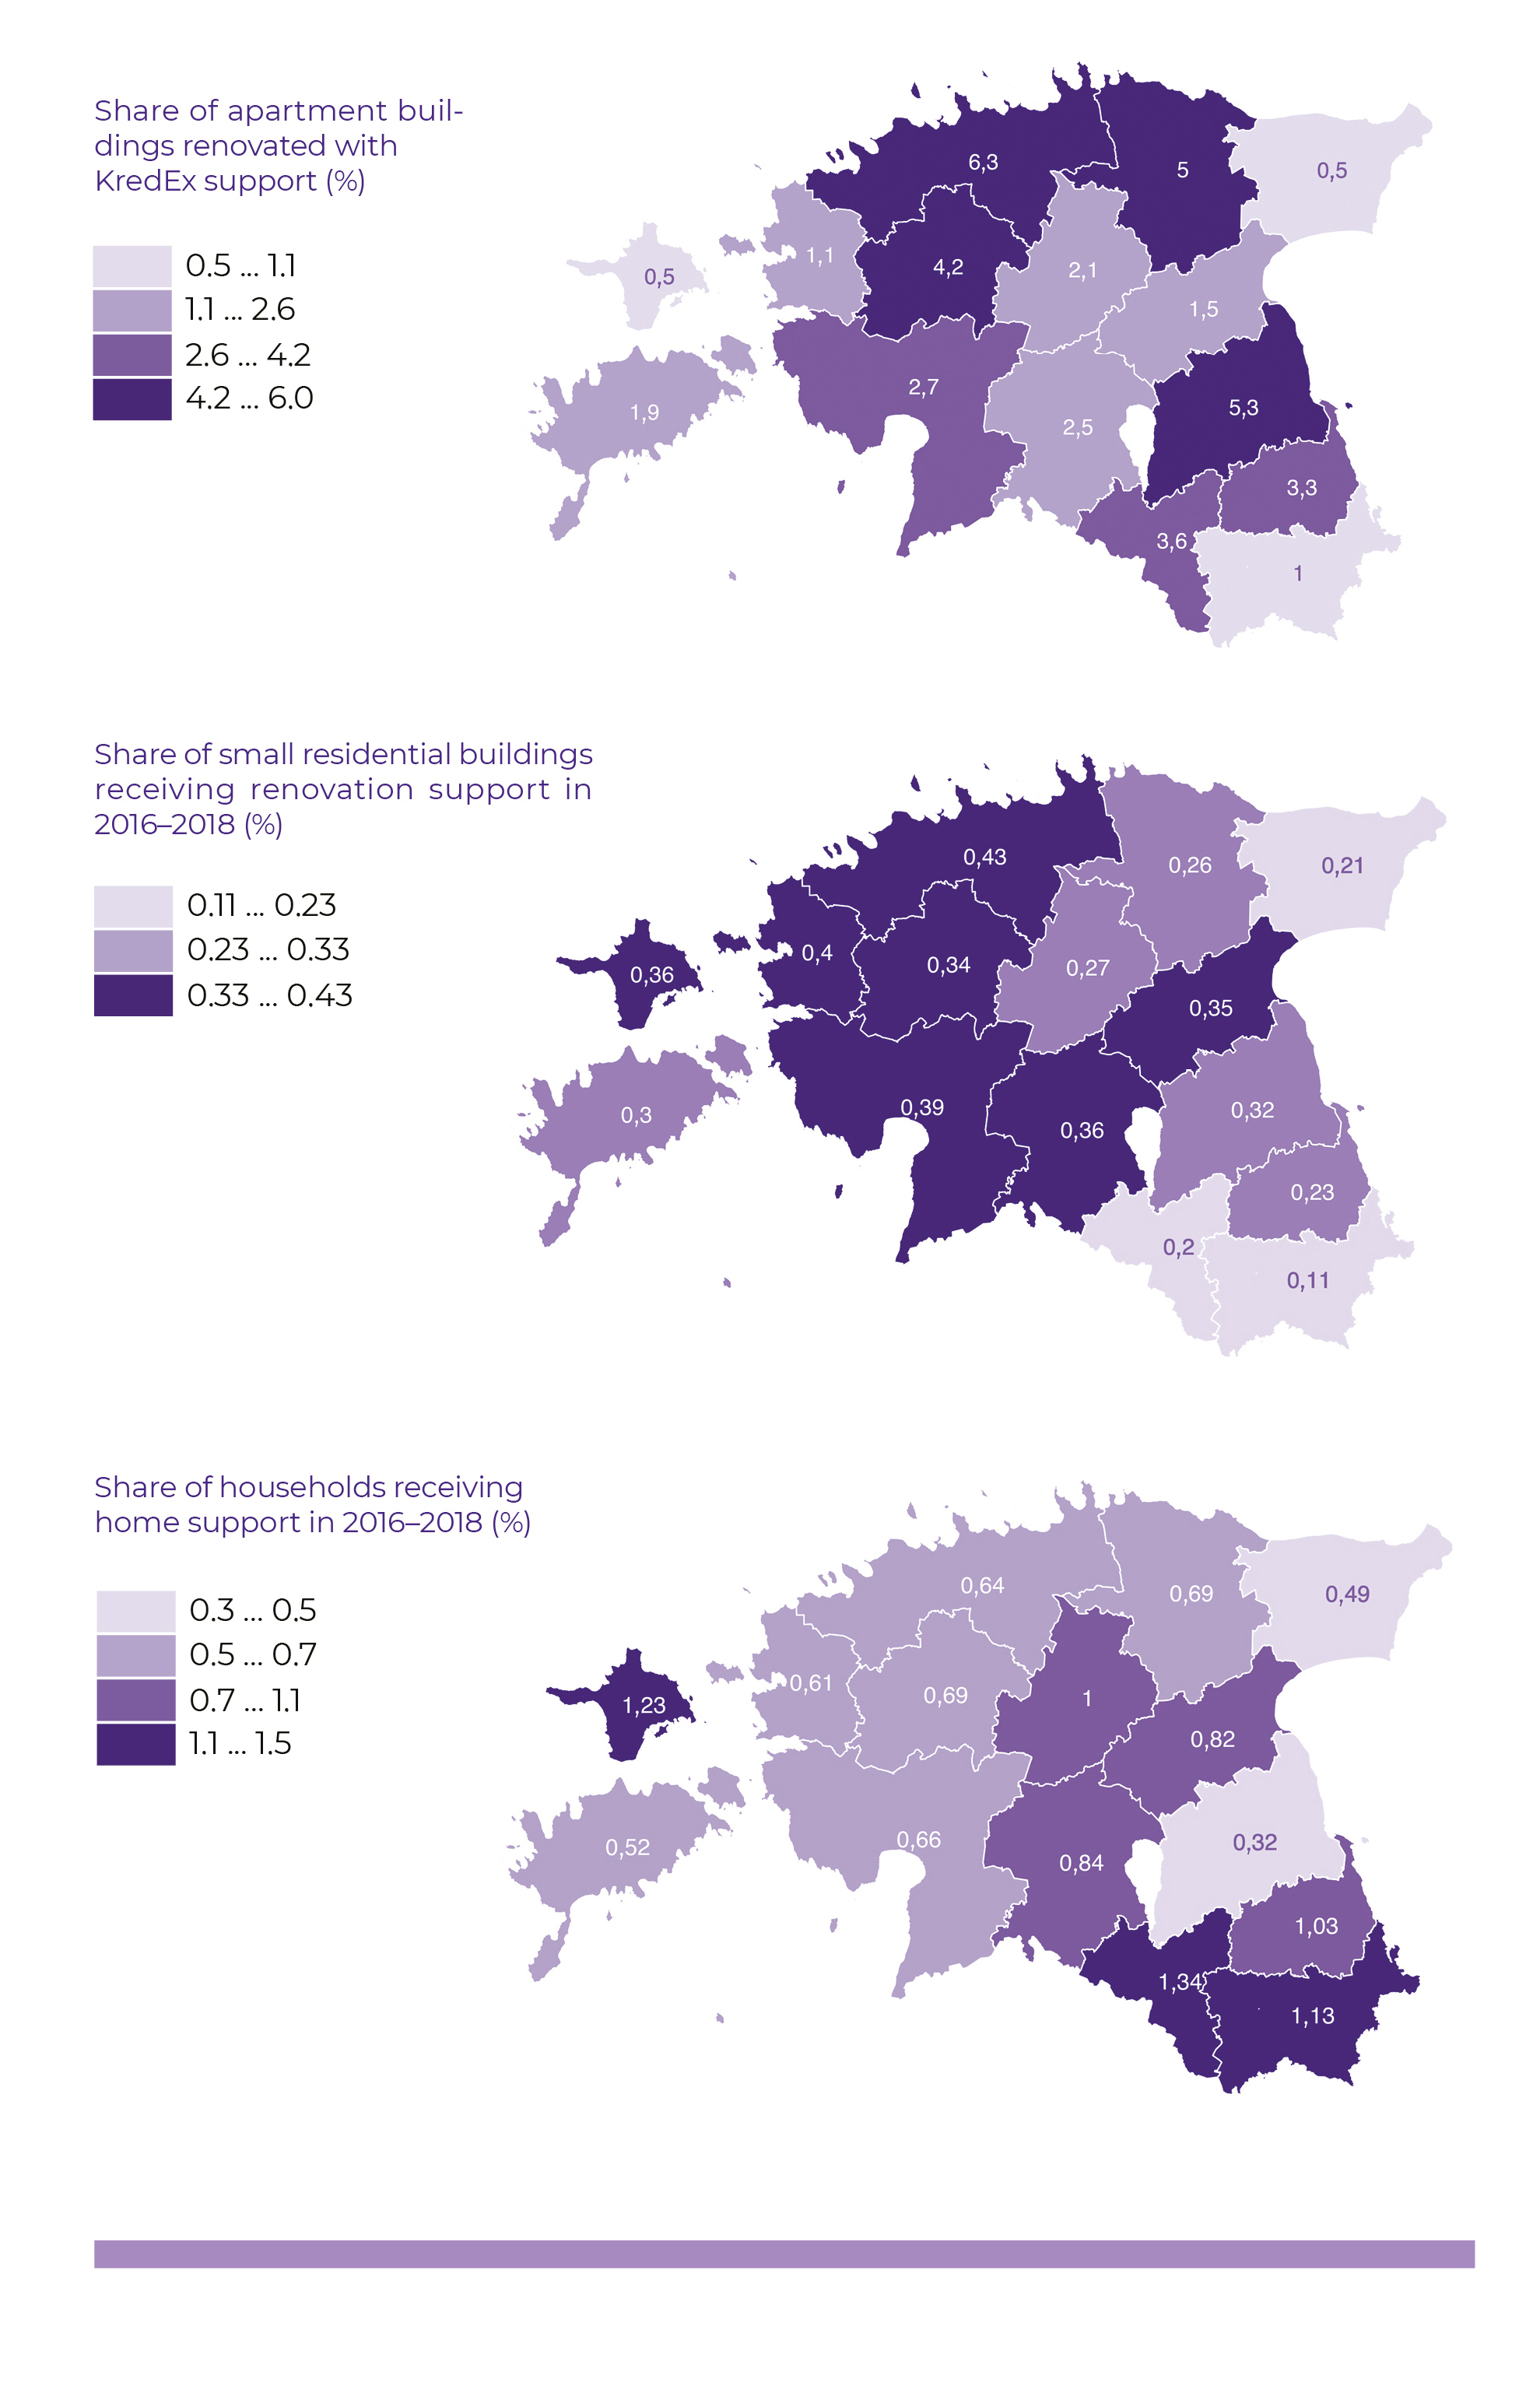 Share of apartment buil-
dings renovated with
KredEx support (%)
0.5 ... 1.1
1.1 ... 2.6
2.6 ... 4.2
4.2 ... 6.0
6,3
5
0,5
1,1
4,2
2,1
0,5
1,5
2,7
1,9
5,3
2,5
3,3
3,6
1
Share of small residential buildings
receiving renovation support in
2016–2018 (%)
0.11 ... 0.23
0.23 ... 0.33
0.33 ... 0.43
0,43
0,26
0,21
0,4
0,34
0,27
0,36
0,35
0,39
0,32
0,3
0,36
0,23
0,2
0,11
Share of households receiving
home support in 2016–2018 (%)
0.3 ... 0.5
0.5 ... 0.7
0.7 ... 1.1
1.1 ... 1.5
0,64
0,69
0,49
0,61
0,69
1
1,23
0,82
0,66
0,32
0,52
0,84
1,03
1,34
1,13